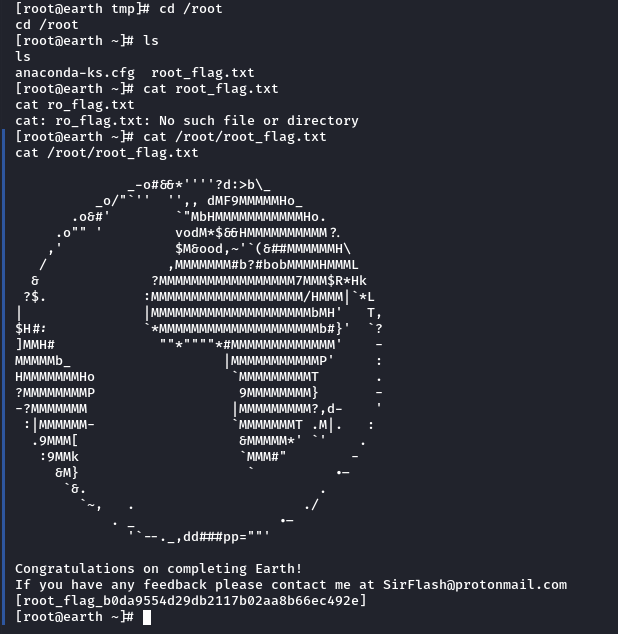 [root@earth tmp]# cd /root
cd /root
[root@earth ~]# ls
ls
anaconda-ks.cfg  root_flag.txt
[root@earth ~]# cat root_flag.txt
cat ro_flag.txt
cat: ro_flag.txt: No such file or directory
[root@earth ~]# cat /root/root_flag.txt
cat /root/root_flag.txt

              _-o#&&*''''?d:>b\_
          _o/"`''  '',, dMF9MMMMMHo_
       .o&#'        `"MbHMMMMMMMMMMMHo.
     .o"" '         vodM*$&&HMMMMMMMMMM?.
    ,'              $M&ood,~'`(&##MMMMMMH\
   /               ,MMMMMMM#b?#bobMMMMHMMML
  &              ?MMMMMMMMMMMMMMMMM7MMM$R*Hk
 ?$.            :MMMMMMMMMMMMMMMMMMM/HMMM|`*L
|               |MMMMMMMMMMMMMMMMMMMMbMH'   T,
$H#:            `*MMMMMMMMMMMMMMMMMMMMb#}'  `?
]MMH#             ""*""""*#MMMMMMMMMMMMM'    -
MMMMMb_                   |MMMMMMMMMMMP'     :
HMMMMMMMHo                 `MMMMMMMMMT       .
?MMMMMMMMP                  9MMMMMMMM}       -
-?MMMMMMM                  |MMMMMMMMM?,d-    '
 :|MMMMMM-                 `MMMMMMMT .M|.   :
  .9MMM[                    &MMMMM*' `'    .
   :9MMk                    `MMM#"        -
     &M}                     `          .-
      `&.                             .
        `~,   .                     ./
            . _                  .-
              '`--._,dd###pp=""'

Congratulations on completing Earth!
If you have any feedback please contact me at SirFlash@protonmail.com
[root_flag_b0da9554d29db2117b02aa8b66ec492e]
[root@earth ~]#